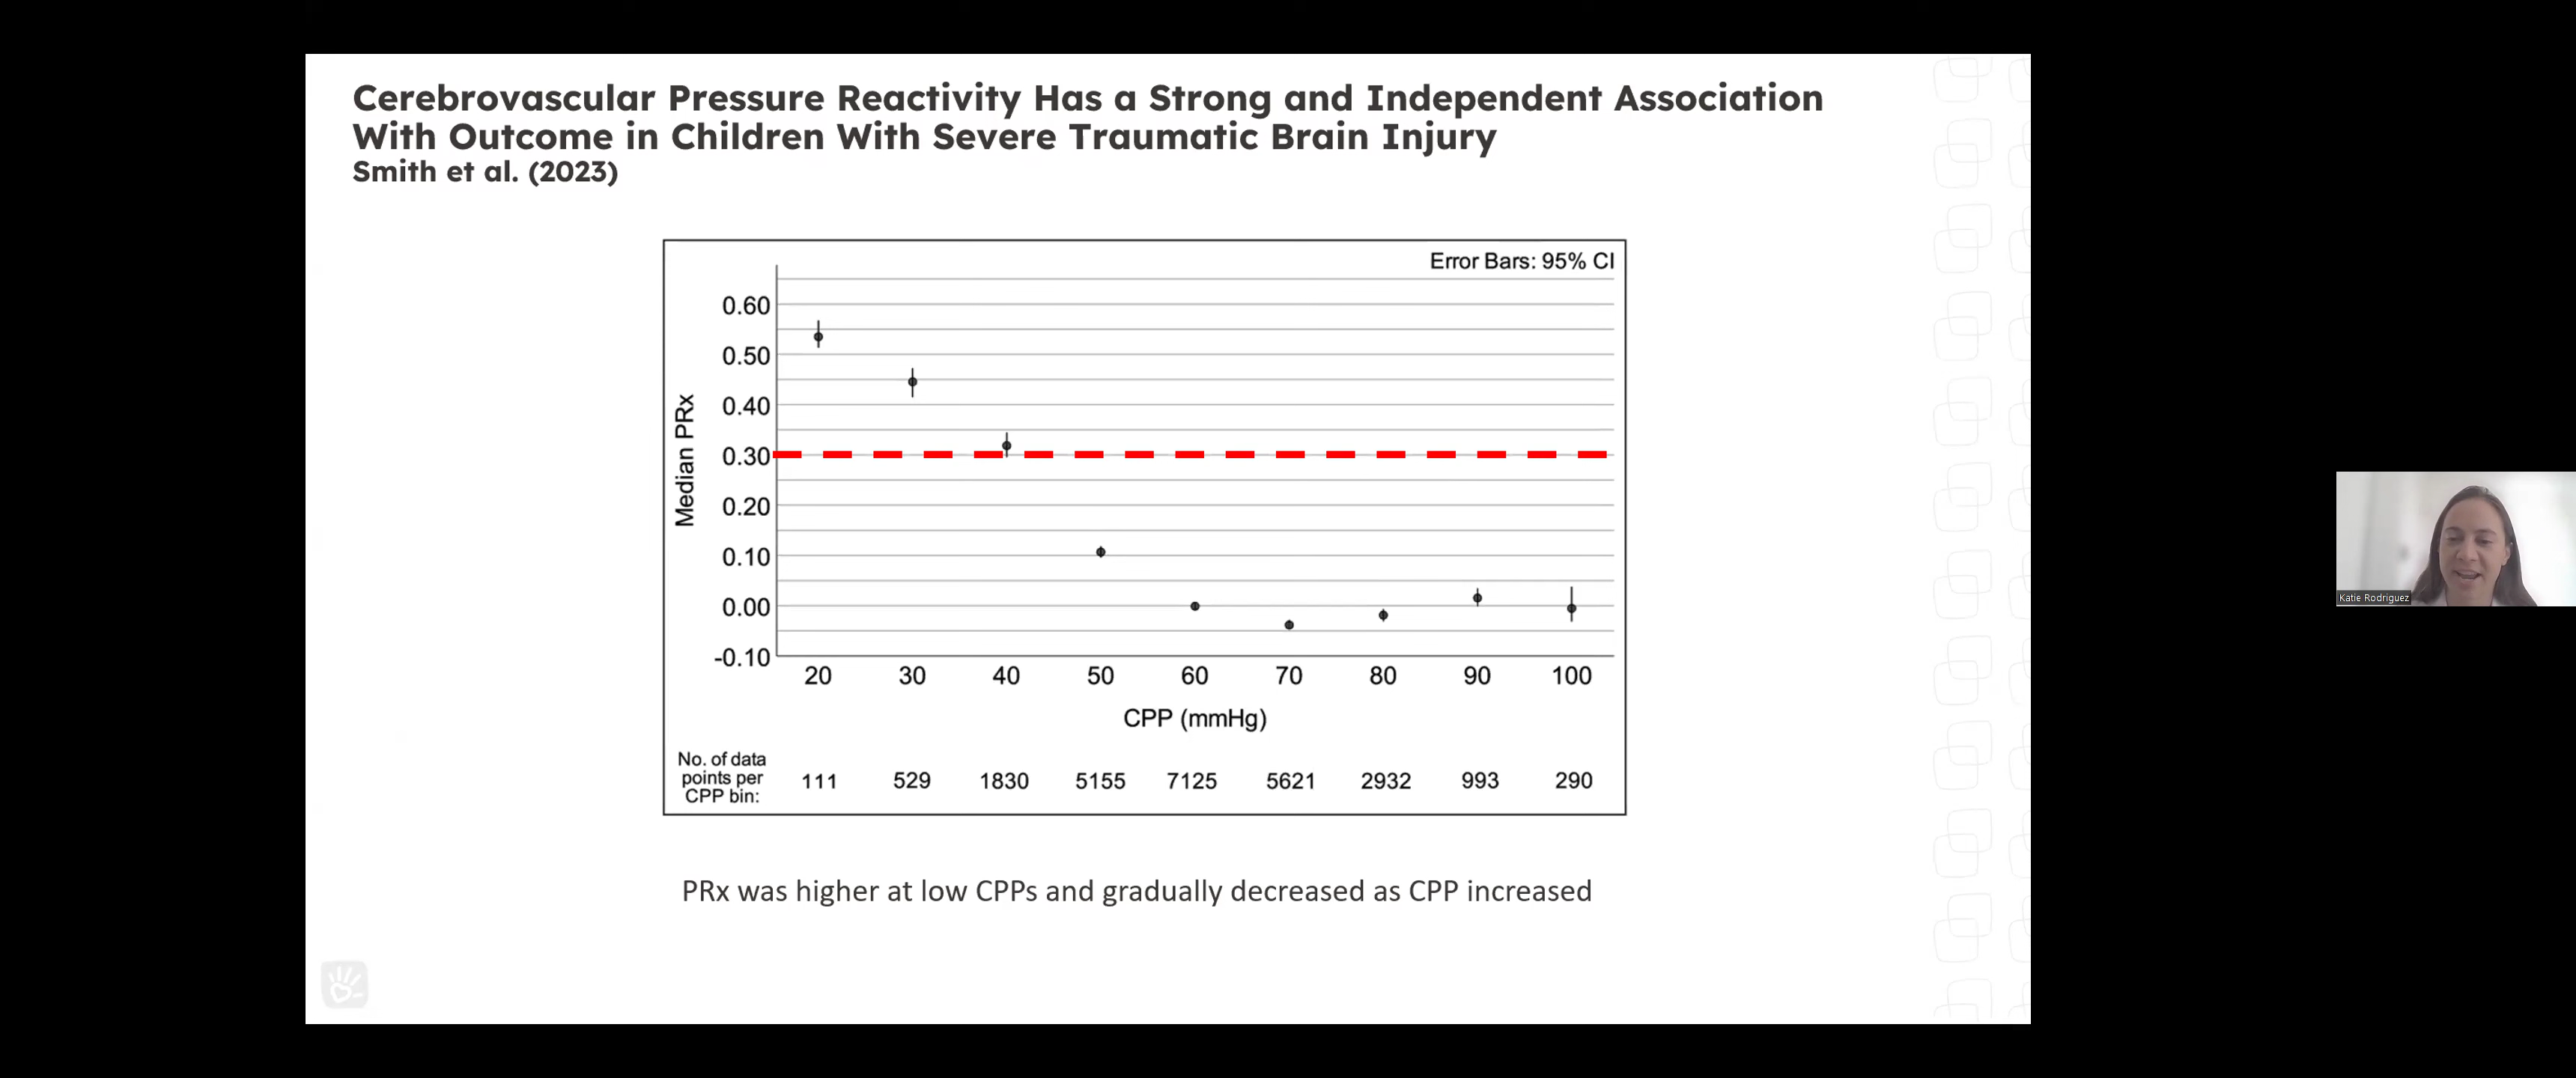 Cerebrovascular Pressure Reactivity Has a Strong and Independent Association
With Outcome in Children With Severe Traumatic Brain Injury
Smith et al. (2023)
Error Bars: 95% CI
Median PRx
0.60
0.50
0.40
0.30
0.20
0.10
0.00
-0.10
20 30 40 50 60 70 80 90 100
CPP (mmHg)
No. of data
points per
CPP bin:
111 529 1830 5155 7125 5621 2932 993 290
PRx was higher at low CPPs and gradually decreased as CPP increased
Katie Rodriguez